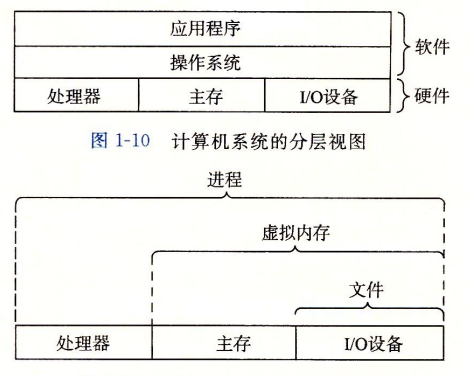 应用程序
操作系统
软件
处理器 主存 I/O设备
硬件
图 1-10 计算机系统的分层视图
进程
虚拟内存
文件
处理器 主存 I/O设备